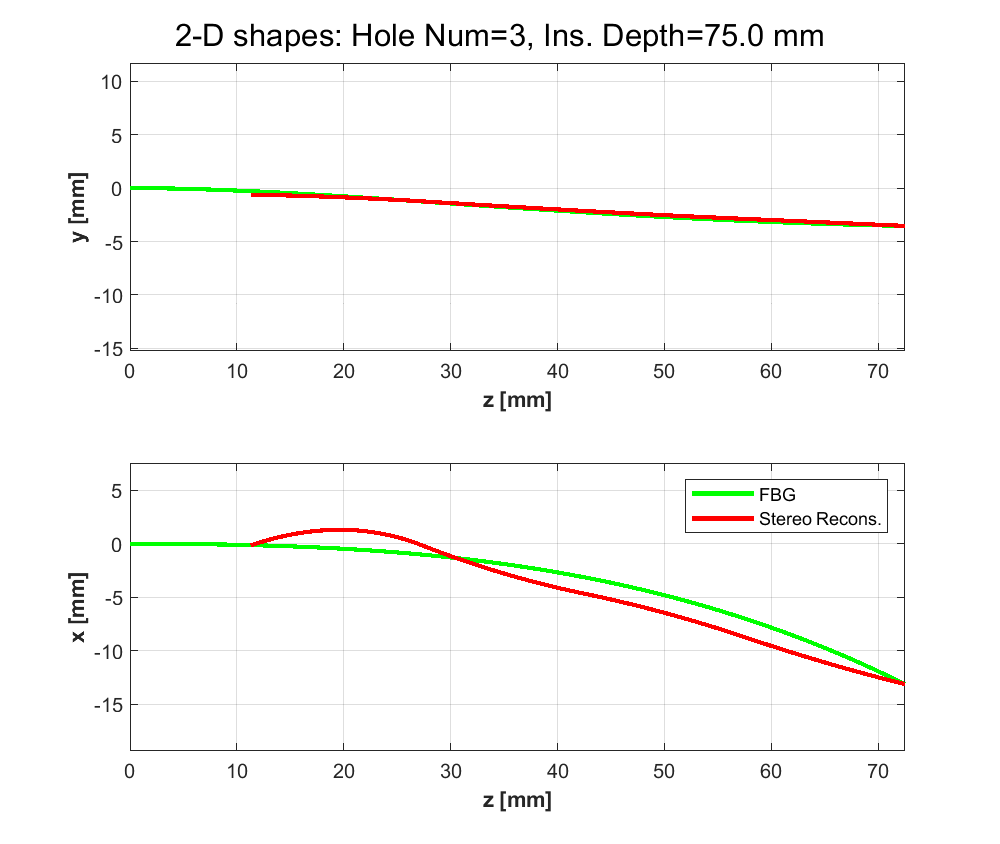 2-D shapes: Hole Num=3, Ins. Depth=75.0 mm
10
5
0
-5
-10
-15
y [mm]
0 10 20 30 40 50 60 70
z [mm]
5
0
-5
-10
-15
x [mm]
FBG
Stereo Recons.
0 10 20 30 40 50 60 70
z [mm]